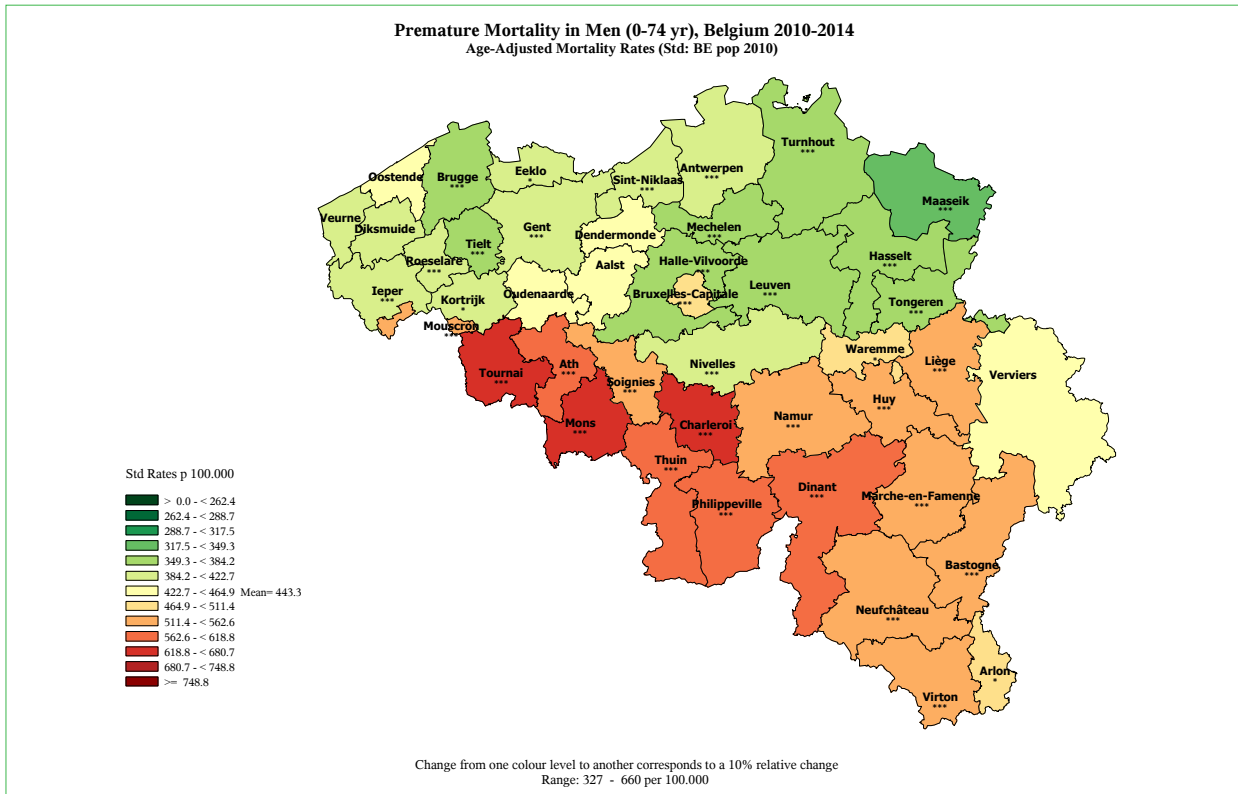 Premature Mortality in Men (0-74 yr), Belgium 2010-2014
Age-Adjusted Mortality Rates (Std: BE pop 2010)
Turnhout
***
Antwerpen
***
Eeklo
*
Sint-Niklaas
***
Oostende
Brugge
***
Maaseik
***
Veurne
Diksmuide
Gent
***
Mechelen
***
Dendermonde
Tielt
***
Roeselare
***
Aalst
Halle-Vilvoorde
***
Hasselt
***
Ieper
***
Kortrijk
*
Oudenaarde
Bruxelles-Capitale
***
Leuven
***
Tongeren
***
Mouscron
***
Waremme
*
Liège
***
Ath
***
Nivelles
***
Tournai
***
Soignies
***
Verviers
Huy
***
Namur
***
Mons
***
Charleroi
***
Thuin
***
Dinant
***
Marche-en-Famenne
***
Philippeville
***
Bastogne
***
Neufchâteau
***
Arlon
*
Virton
***
Std Rates p 100.000
> 0.0 - < 262.4
262.4 - < 288.7
288.7 - < 317.5
317.5 - < 349.3
349.3 - < 384.2
384.2 - < 422.7
422.7 - < 464.9 Mean= 443.3
464.9 - < 511.4
511.4 - < 562.6
562.6 - < 618.8
618.8 - < 680.7
680.7 - < 748.8
>= 748.8
Change from one colour level to another corresponds to a 10% relative change
Range: 327 - 660 per 100.000